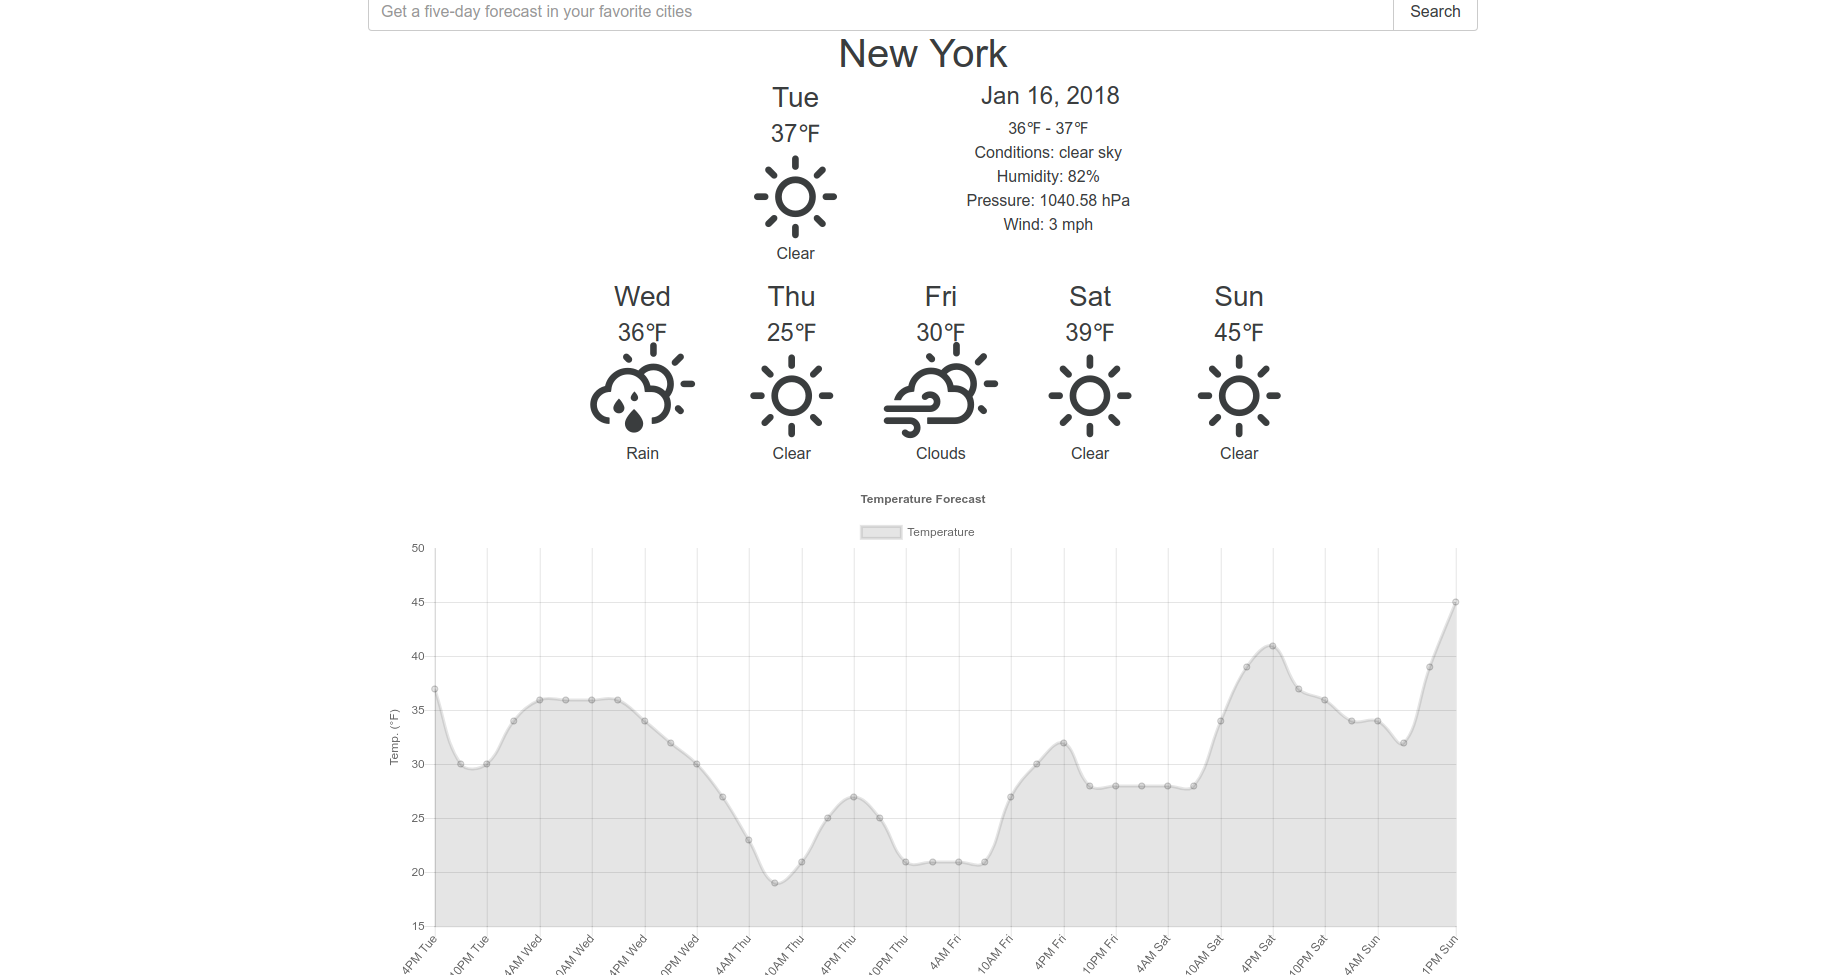 Get a five-day forecast in your favorite cities Search
New York
Tue
37°F
Clear
Jan 16, 2018
36°F - 37°F
Conditions: clear sky
Humidity: 82%
Pressure: 1040.58 hPa
Wind: 3 mph
Wed Thu Fri Sat Sun
36°F 25°F 30°F 39°F 45°F
Rain Clear Clouds Clear Clear
Temperature Forecast
Temperature
50
45
40
35
30
25
20
15
Temp. (°F)
4PM Tue 10PM Tue 4AM Wed 0AM Wed 4PM Wed 0PM Wed 4AM Thu 10AM Thu 4PM Thu 10PM Thu 4AM Fri 10AM Fri 4PM Fri 10PM Fri 4AM Sat 10AM Sat 4PM Sat 10PM Sat 4AM Sun 1PM Sun